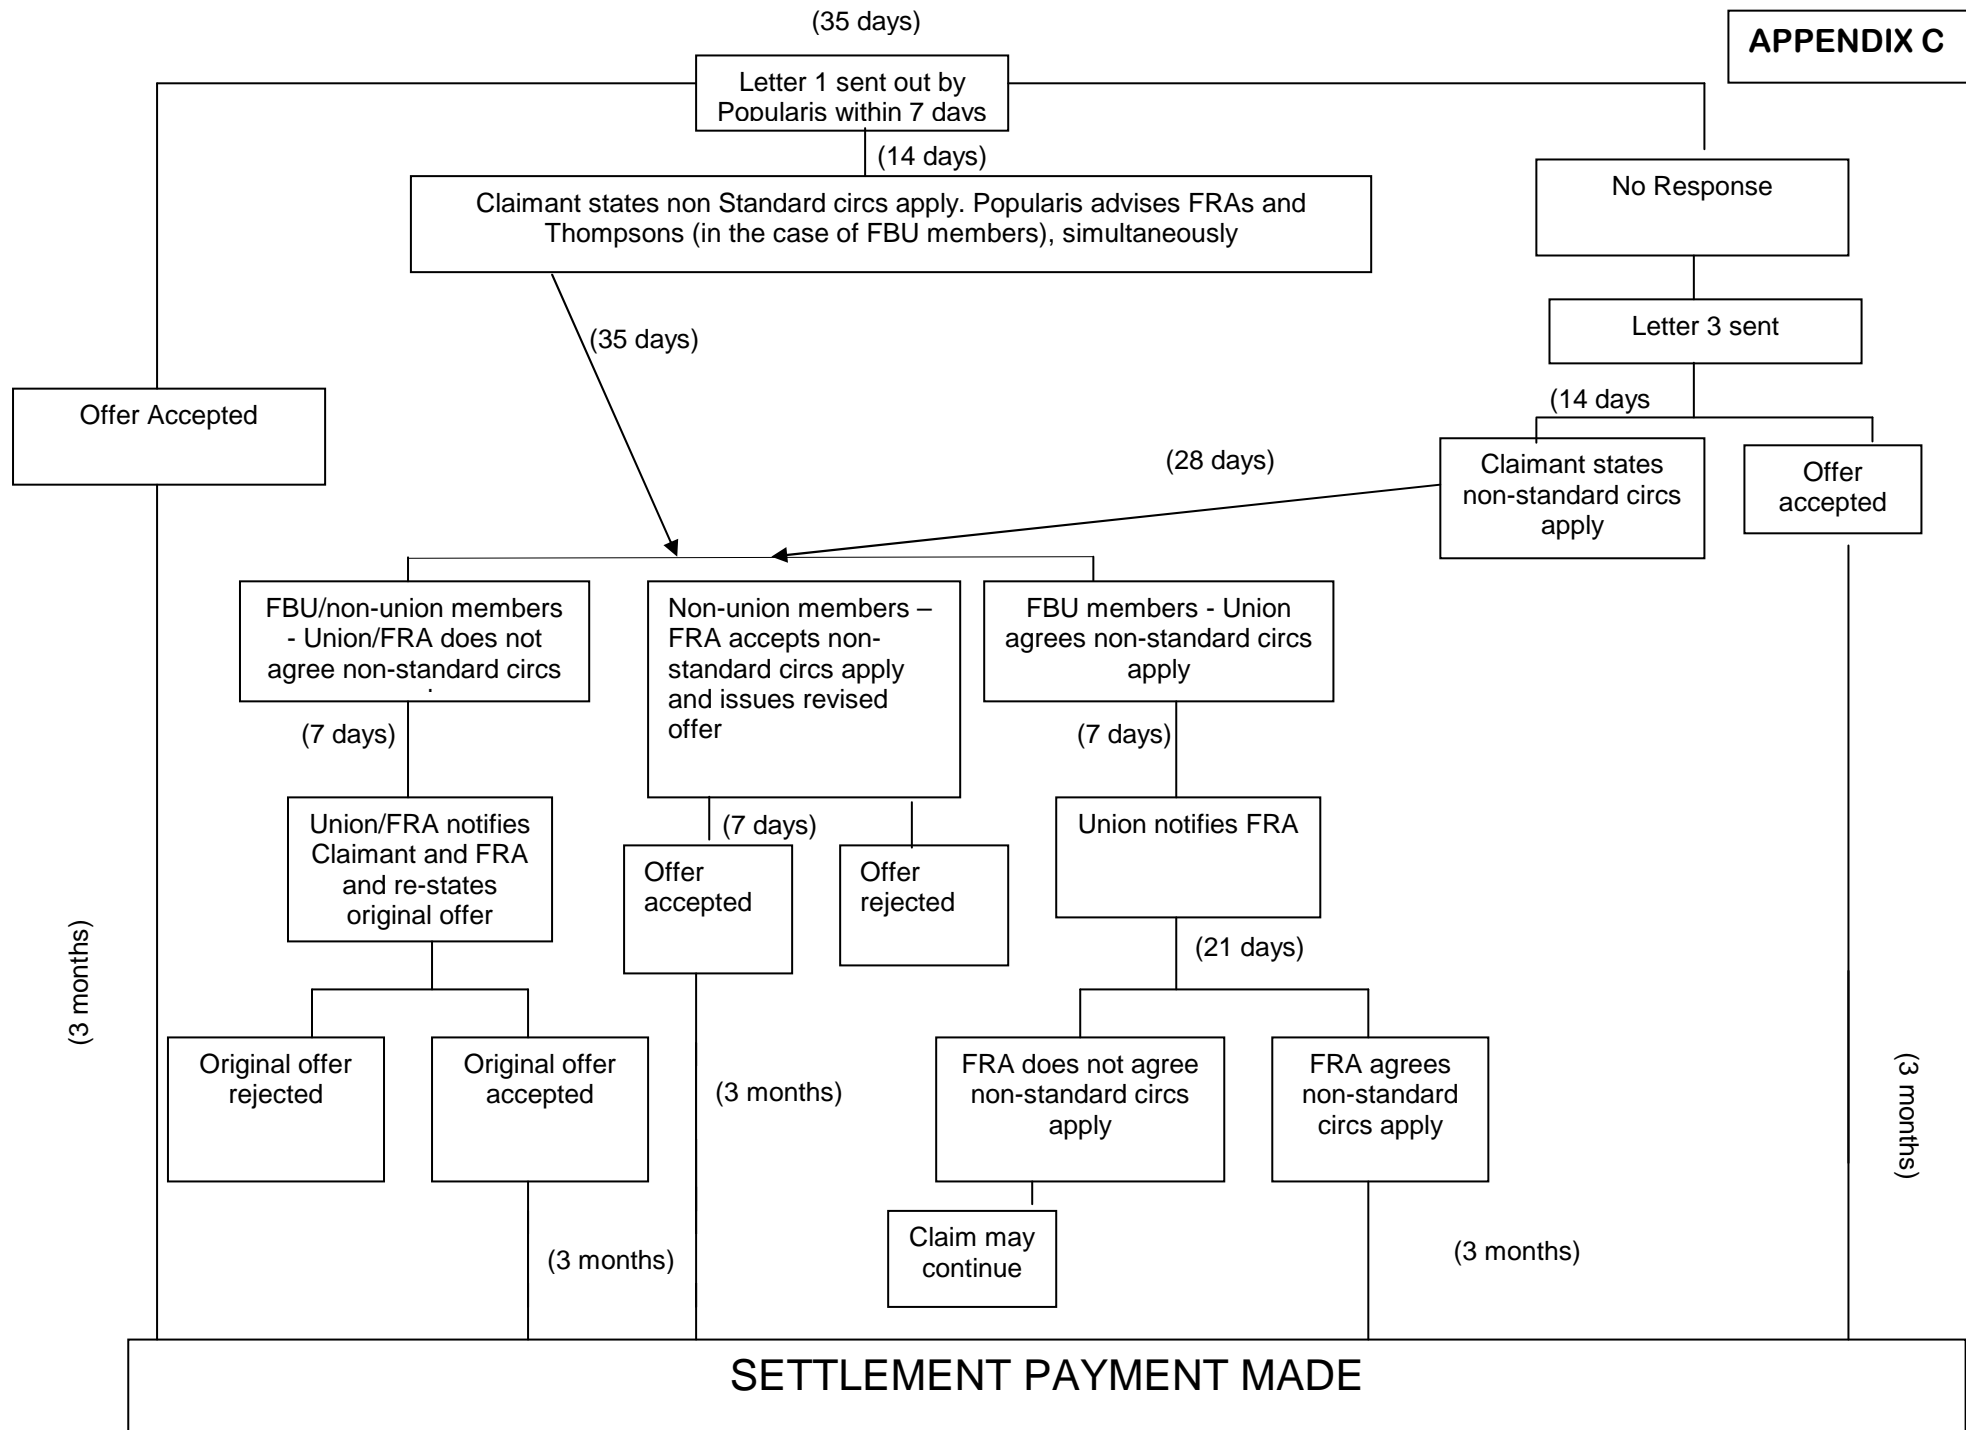 (35 days)
APPENDIX C
Letter 1 sent out by
Popularis within 7 days
(14 days)
Claimant states non Standard circs apply. Popularis advises FRAs and
Thompsons (in the case of FBU members), simultaneously
No Response
Letter 3 sent
(35 days)
(14 days
Offer Accepted
(28 days)
Claimant states
non-standard circs
apply
Offer
accepted
FBU/non-union members
- Union/FRA does not
agree non-standard circs
Non-union members –
FRA accepts non-
standard circs apply
and issues revised
offer
FBU members - Union
agrees non-standard circs
apply
(7 days)
(7 days)
Union/FRA notifies
Claimant and FRA
and re-states
original offer
(7 days)
Offer
accepted
Offer
rejected
Union notifies FRA
(21 days)
(3 months)
Original offer
rejected
Original offer
accepted
(3 months)
FRA does not agree
non-standard circs
apply
FRA agrees
non-standard
circs apply
(3 months)
Claim may
continue
(3 months)
(3 months)
SETTLEMENT PAYMENT MADE